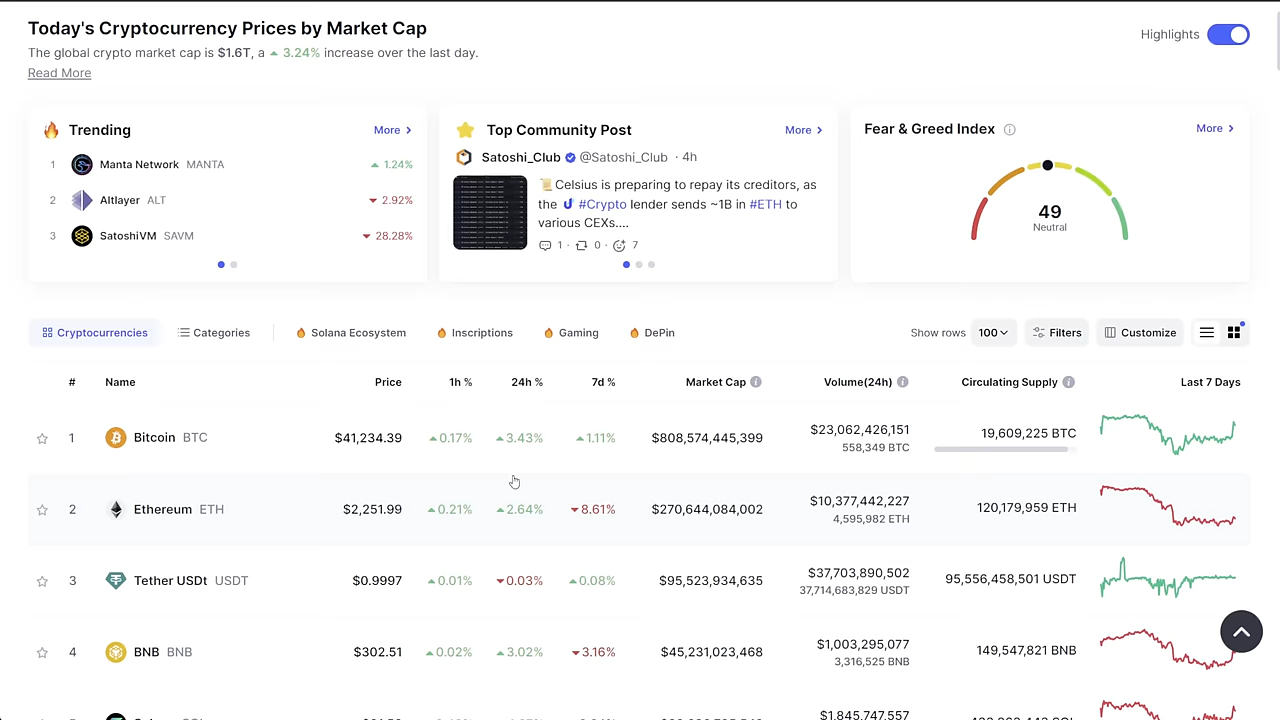 Today's Cryptocurrency Prices by Market Cap
Highlights
The global crypto market cap is $1.6T, a 3.24% increase over the last day.
Read More
Trending
More
1 Manta Network MANTA 1.24%
2 Altlayer ALT 2.92%
3 SatoshiVM SAVM 28.28%
Top Community Post
More
Satoshi_Club @Satoshi_Club · 4h
Celsius is preparing to repay its creditors, as
the #Crypto lender sends ~1B in #ETH to
various CEXs....
1 · 0 · 7
Fear & Greed Index
More
49
Neutral
Cryptocurrencies Categories Solana Ecosystem Inscriptions Gaming DePin Show rows 100 Filters Customize
# Name Price 1h % 24h % 7d % Market Cap Volume(24h) Circulating Supply Last 7 Days
1 Bitcoin BTC $41,234.39 0.17% 3.43% 1.11% $808,574,445,399 $23,062,426,151 19,609,225 BTC
558,349 BTC
2 Ethereum ETH $2,251.99 0.21% 2.64% 8.61% $270,644,084,002 $10,377,442,227 120,179,959 ETH
4,595,982 ETH
3 Tether USDt USDT $0.9997 0.01% 0.03% 0.08% $95,523,934,635 $37,703,890,502 95,556,458,501 USDT
37,714,683,829 USDT
4 BNB BNB $302.51 0.02% 3.02% 3.16% $45,231,023,468 $1,003,295,077 149,547,821 BNB
3,316,525 BNB
$1,845,747,557